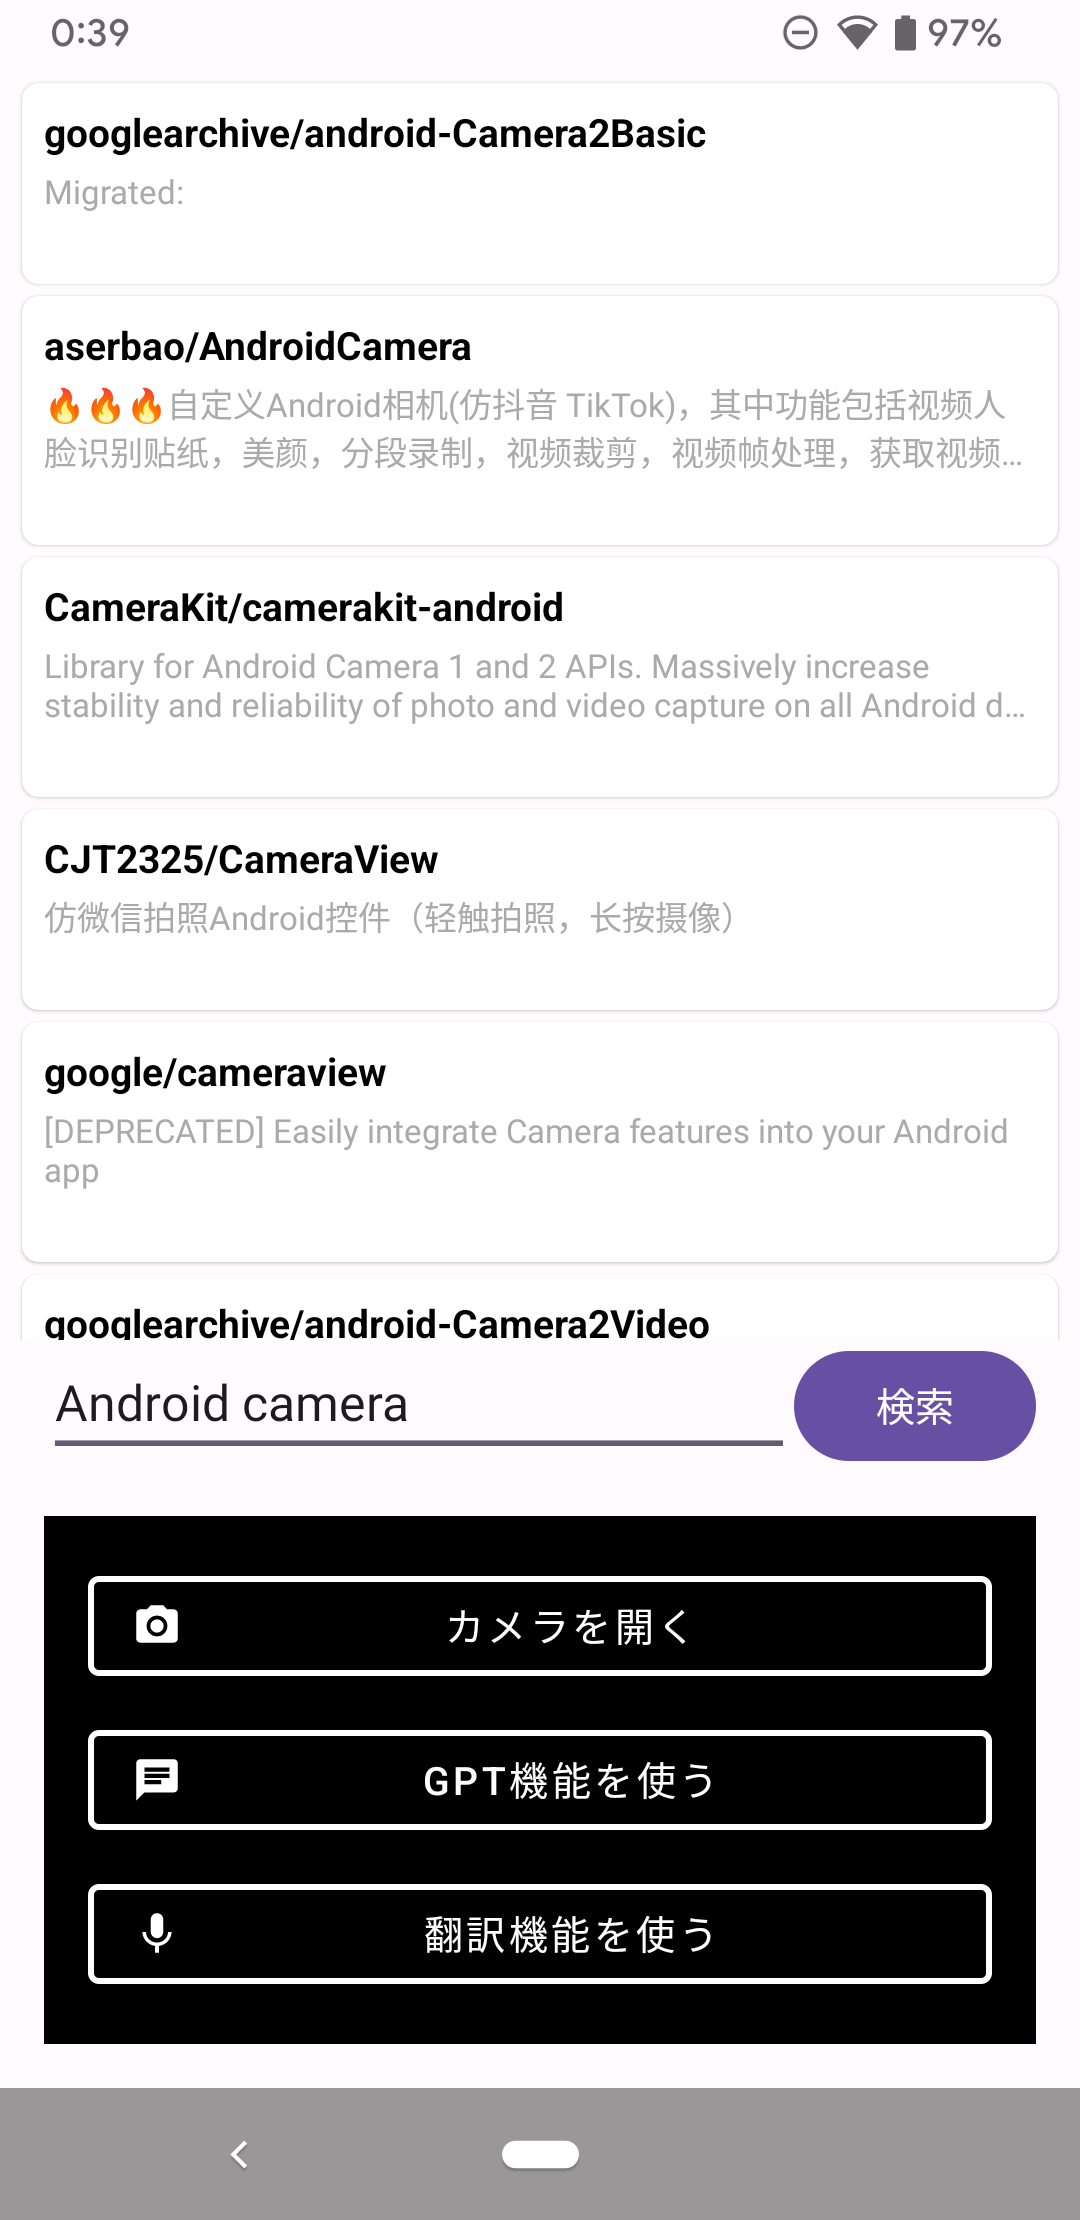 0:39
97%
googlearchive/android-Camera2Basic
Migrated:
aserbao/AndroidCamera
🔥🔥🔥自定义Android相机(仿抖音 TikTok)，其中功能包括视频人
脸识别贴纸，美颜，分段录制，视频裁剪，视频帧处理，获取视频…
CameraKit/camerakit-android
Library for Android Camera 1 and 2 APIs. Massively increase
stability and reliability of photo and video capture on all Android d…
CJT2325/CameraView
仿微信拍照Android控件（轻触拍照，长按摄像）
google/cameraview
[DEPRECATED] Easily integrate Camera features into your Android
app
googlearchive/android-Camera2Video
Android camera
検索
カメラを開く
GPT機能を使う
翻訳機能を使う